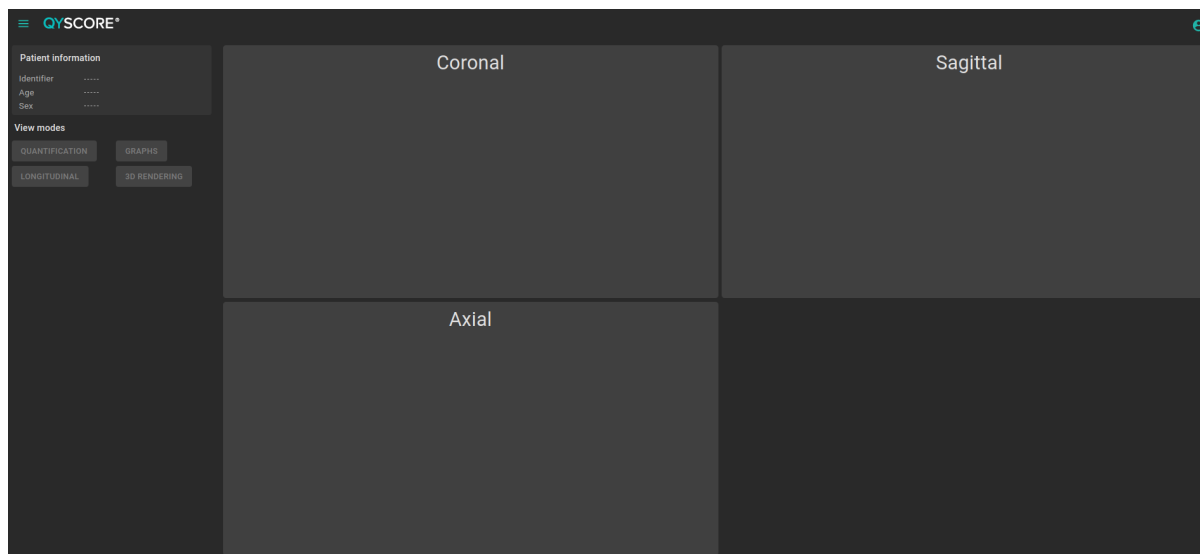 QYSCORE®
Patient information
Identifier -----
Age -----
Sex -----
View modes
QUANTIFICATION GRAPHS
LONGITUDINAL 3D RENDERING
Coronal
Sagittal
Axial